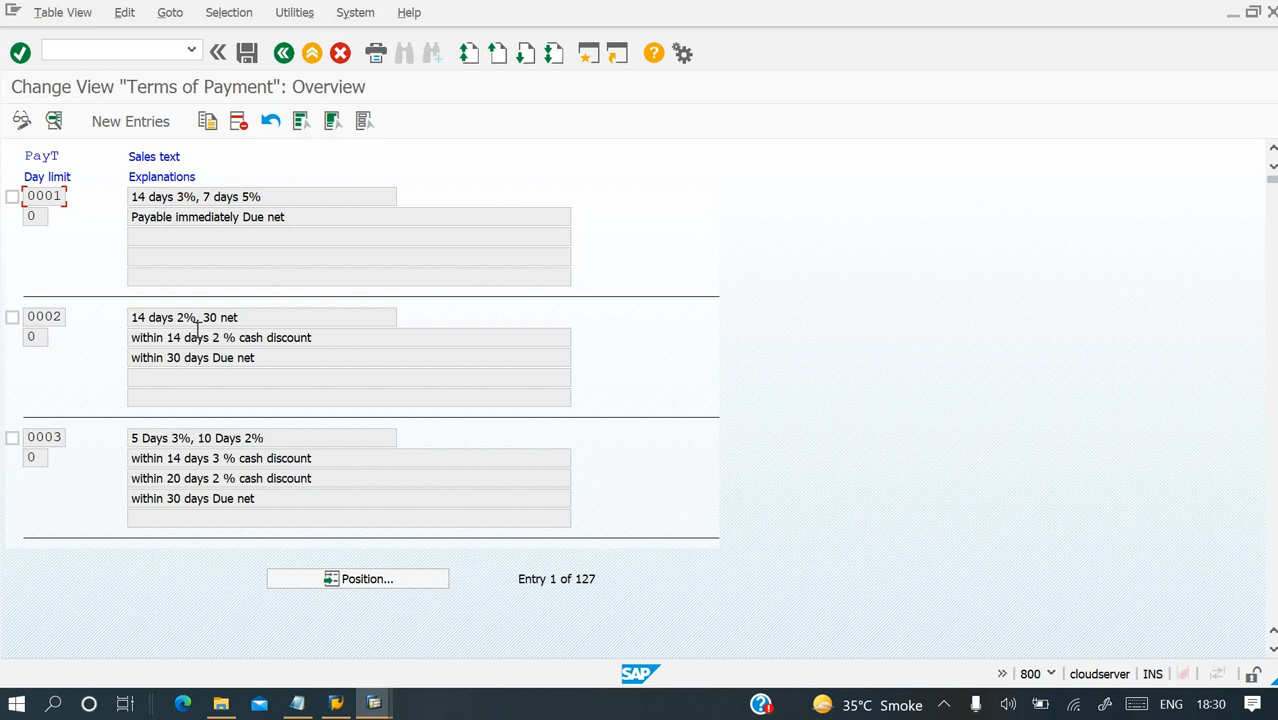 Table View Edit Goto Selection Utilities System Help
Change View "Terms of Payment": Overview
New Entries
PayT Sales text
Day limit Explanations
0001 14 days 3%, 7 days 5%
0 Payable immediately Due net
0002 14 days 2%, 30 net
0 within 14 days 2 % cash discount
within 30 days Due net
0003 5 Days 3%, 10 Days 2%
0 within 14 days 3 % cash discount
within 20 days 2 % cash discount
within 30 days Due net
Position... Entry 1 of 127
SAP 800 cloudserver INS
35°C Smoke ENG 18:30